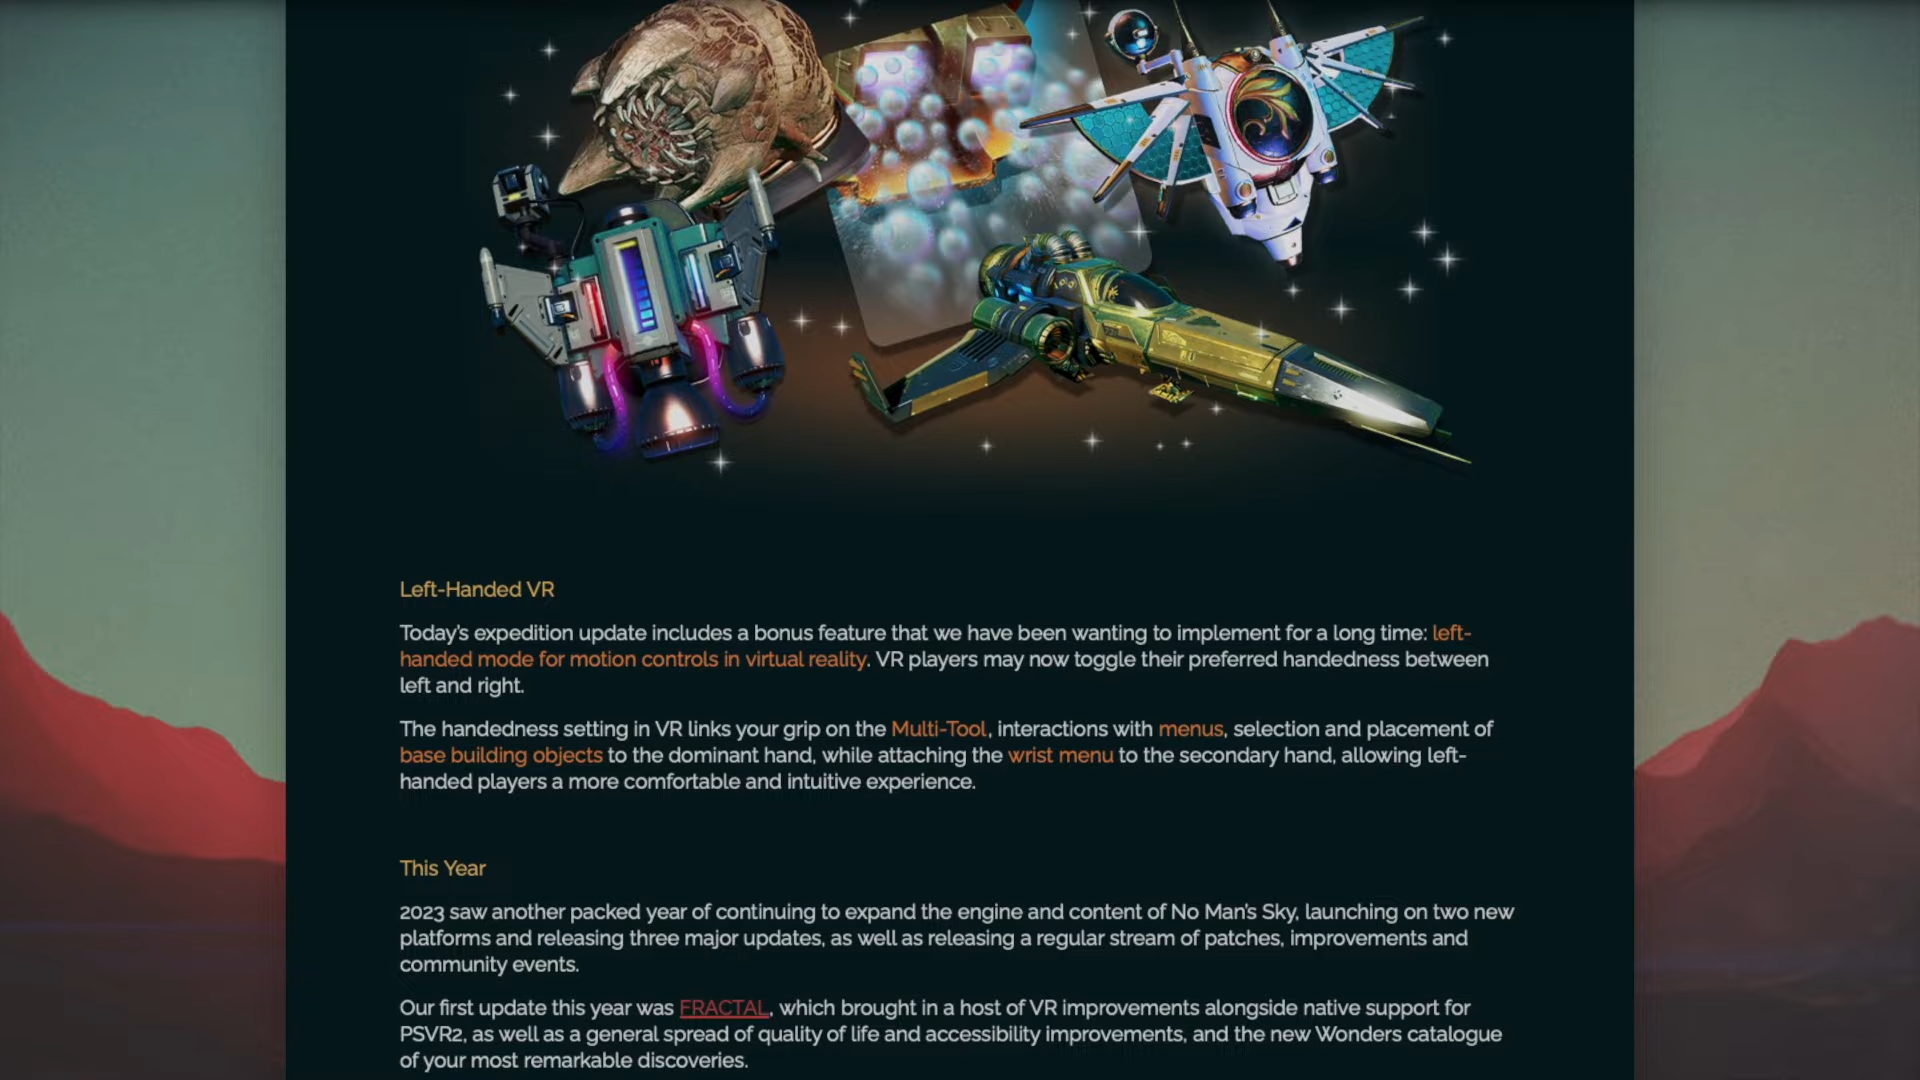 Left-Handed VR
Today's expedition update includes a bonus feature that we have been wanting to implement for a long time: left-
handed mode for motion controls in virtual reality. VR players may now toggle their preferred handedness between
left and right.
The handedness setting in VR links your grip on the Multi-Tool, interactions with menus, selection and placement of
base building objects to the dominant hand, while attaching the wrist menu to the secondary hand, allowing left-
handed players a more comfortable and intuitive experience.
This Year
2023 saw another packed year of continuing to expand the engine and content of No Man's Sky, launching on two new
platforms and releasing three major updates, as well as releasing a regular stream of patches, improvements and
community events.
Our first update this year was FRACTAL, which brought in a host of VR improvements alongside native support for
PSVR2, as well as a general spread of quality of life and accessibility improvements, and the new Wonders catalogue
of your most remarkable discoveries.